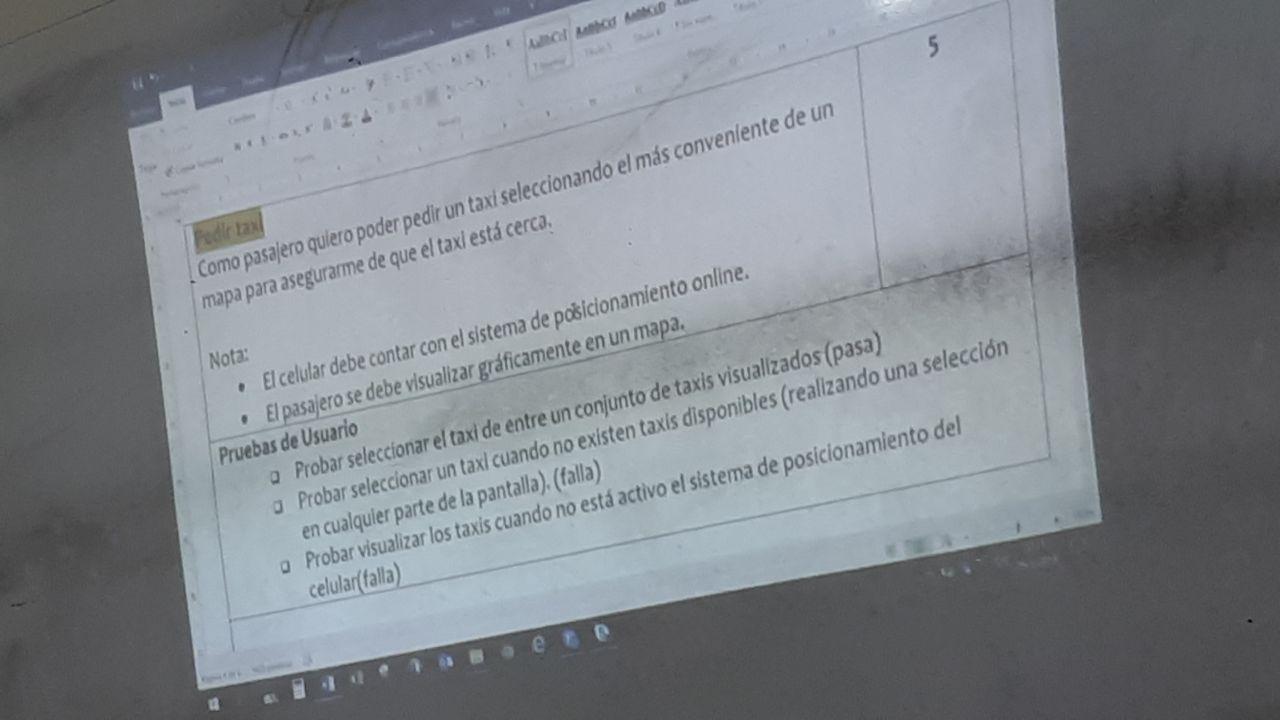 Inicio
AaBbCcI AaBbCcI AaBbCcD
5
Pedir taxi
Como pasajero quiero poder pedir un taxi seleccionando el más conveniente de un
mapa para asegurarme de que el taxi está cerca.
Nota:
• El celular debe contar con el sistema de posicionamiento online.
• El pasajero se debe visualizar gráficamente en un mapa.
Pruebas de Usuario
❑ Probar seleccionar el taxi de entre un conjunto de taxis visualizados (pasa)
❑ Probar seleccionar un taxi cuando no existen taxis disponibles (realizando una selección
en cualquier parte de la pantalla). (falla)
❑ Probar visualizar los taxis cuando no está activo el sistema de posicionamiento del
celular(falla)